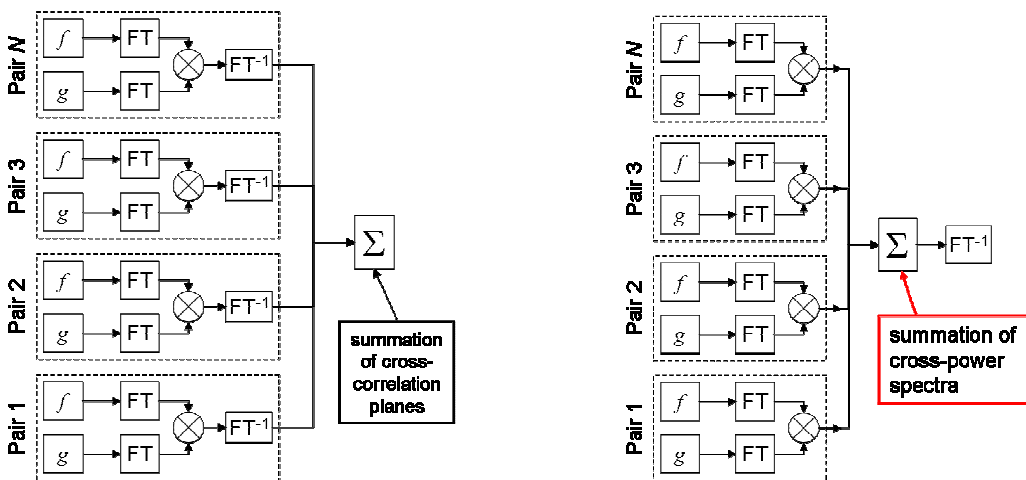 Pair N
f
FT
g
FT
FT⁻¹
Pair 3
f
FT
g
FT
FT⁻¹
Pair 2
f
FT
g
FT
FT⁻¹
Pair 1
f
FT
g
FT
FT⁻¹
Σ
summation
of cross-
correlation
planes
Pair N
f
FT
g
FT
Pair 3
f
FT
g
FT
Pair 2
f
FT
g
FT
Pair 1
f
FT
g
FT
Σ
FT⁻¹
summation of
cross-power
spectra